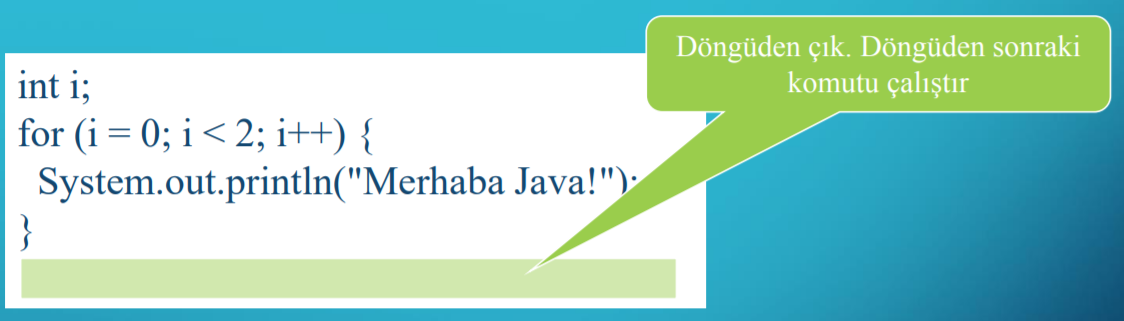 Döngüden çık. Döngüden sonraki
komutu çalıştır
int i;
for (i = 0; i < 2; i++) {
System.out.println("Merhaba Java!");
}